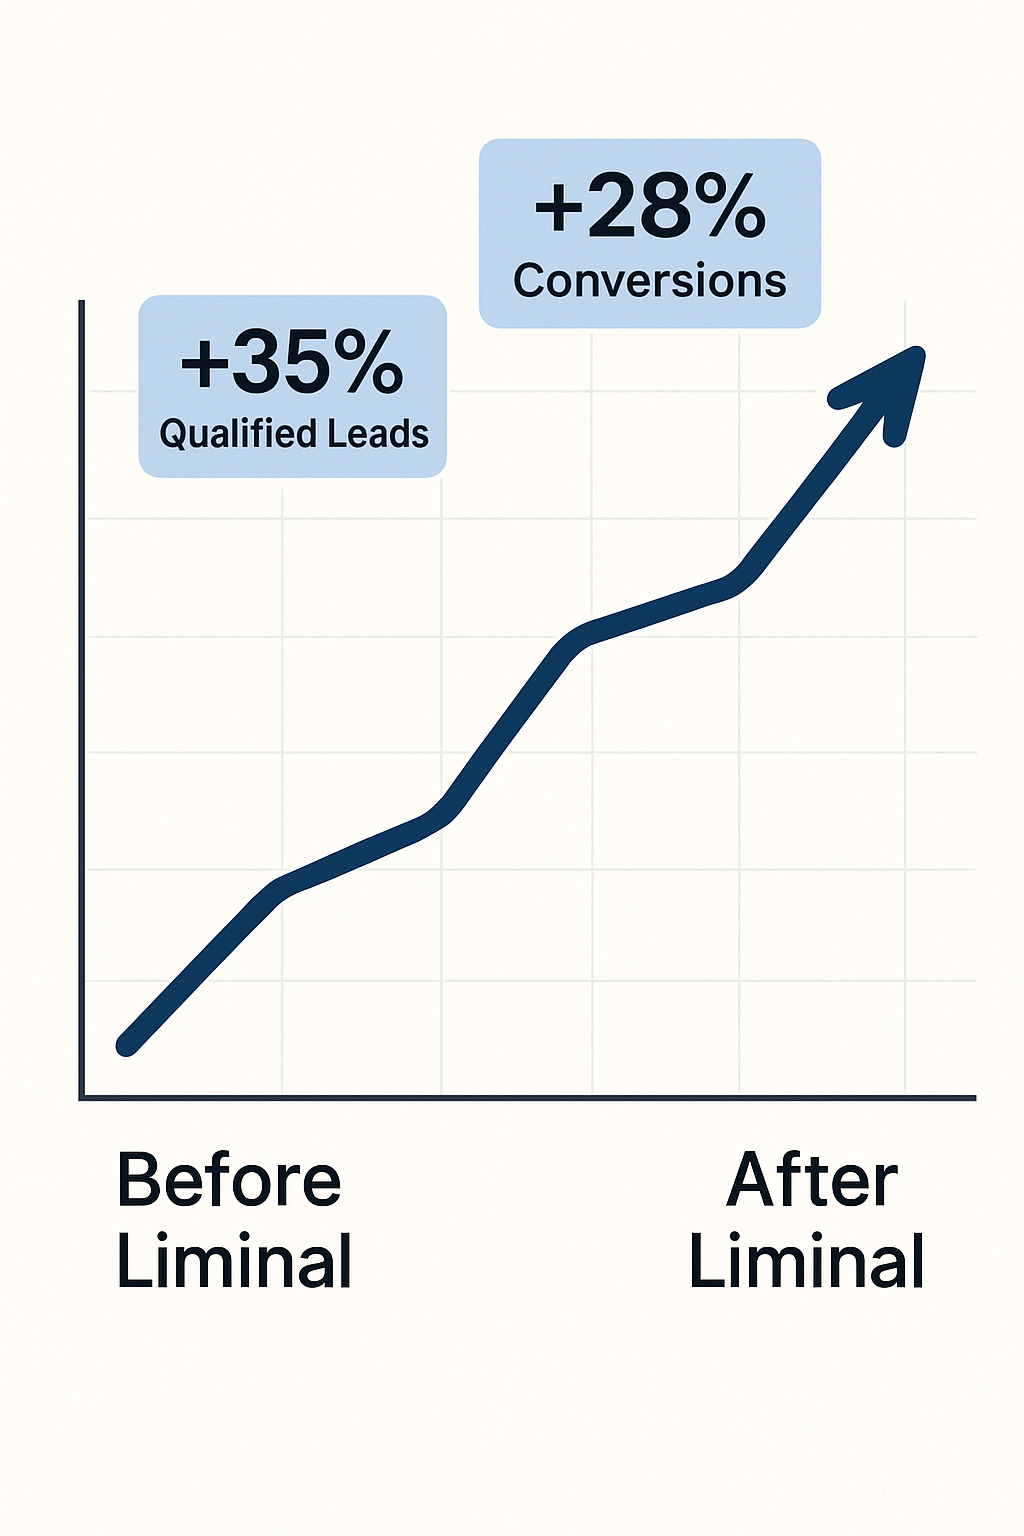 +28%
Conversions
+35%
Qualified Leads
Before
Liminal
After
Liminal